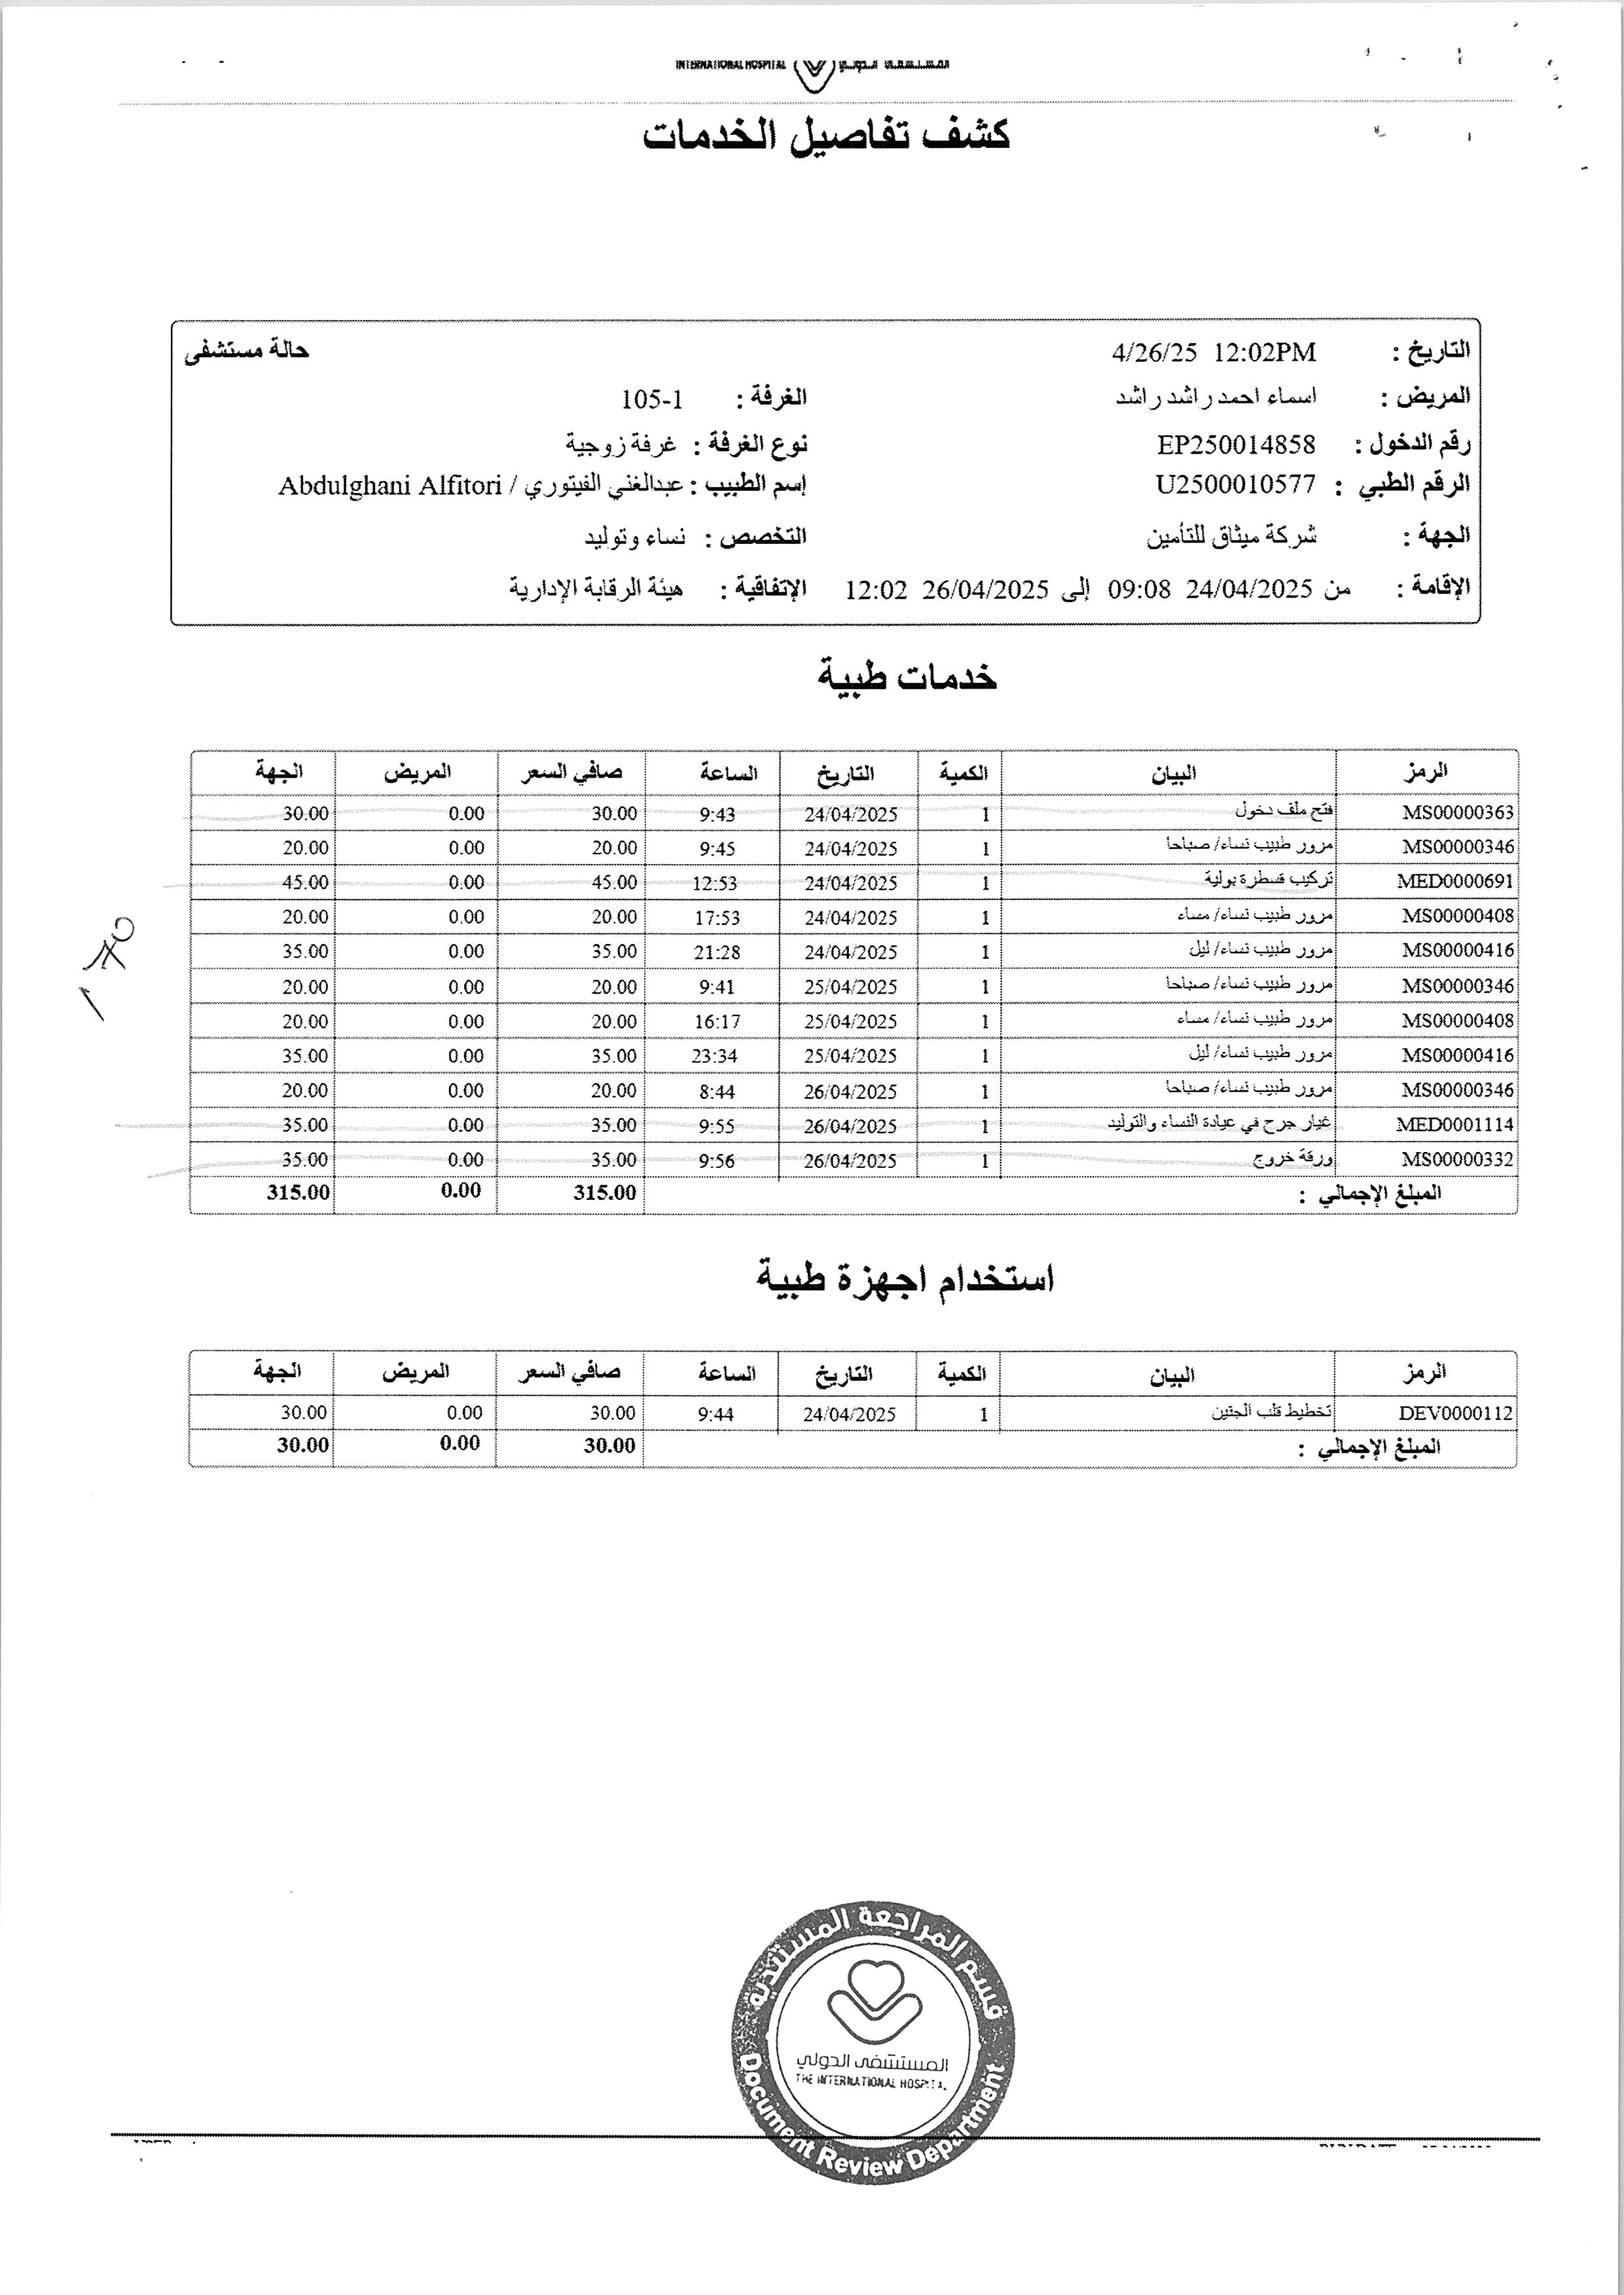 INTERNATIONAL HOSPITAL المستشفى الدولي
كشف تفاصيل الخدمات
التاريخ : 4/26/25 12:02PM حالة مستشفى
المريض : اسماء احمد راشد راشد الغرفة : 105-1
رقم الدخول : EP250014858 نوع الغرفة : غرفة زوجية
الرقم الطبي : U2500010577 إسم الطبيب : عبدالغني الفيتوري / Abdulghani Alfitori
الجهة : شركة ميثاق للتأمين التخصص : نساء وتوليد
الإقامة : من 24/04/2025 09:08 إلى 26/04/2025 12:02 الإتفاقية : هيئة الرقابة الإدارية
خدمات طبية
الرمز البيان الكمية التاريخ الساعة صافي السعر المريض الجهة
MS00000363 فتح ملف دخول 1 24/04/2025 9:43 30.00 0.00 30.00
MS00000346 مرور طبيب نساء/ صباحا 1 24/04/2025 9:45 20.00 0.00 20.00
MED0000691 تركيب قسطرة بولية 1 24/04/2025 12:53 45.00 0.00 45.00
MS00000408 مرور طبيب نساء/ مساء 1 24/04/2025 17:53 20.00 0.00 20.00
MS00000416 مرور طبيب نساء/ ليل 1 24/04/2025 21:28 35.00 0.00 35.00
MS00000346 مرور طبيب نساء/ صباحا 1 25/04/2025 9:41 20.00 0.00 20.00
MS00000408 مرور طبيب نساء/ مساء 1 25/04/2025 16:17 20.00 0.00 20.00
MS00000416 مرور طبيب نساء/ ليل 1 25/04/2025 23:34 35.00 0.00 35.00
MS00000346 مرور طبيب نساء/ صباحا 1 26/04/2025 8:44 20.00 0.00 20.00
MED0001114 غيار جرح في عيادة النساء والتوليد 1 26/04/2025 9:55 35.00 0.00 35.00
MS00000332 ورقة خروج 1 26/04/2025 9:56 35.00 0.00 35.00
المبلغ الإجمالي : 315.00 0.00 315.00
170
استخدام اجهزة طبية
الرمز البيان الكمية التاريخ الساعة صافي السعر المريض الجهة
DEV0000112 تخطيط قلب الجنين 1 24/04/2025 9:44 30.00 0.00 30.00
المبلغ الإجمالي : 30.00 0.00 30.00
قسم المراجعة المستندية
المستشفى الدولي
THE INTERNATIONAL HOSPITAL
Document Review Department